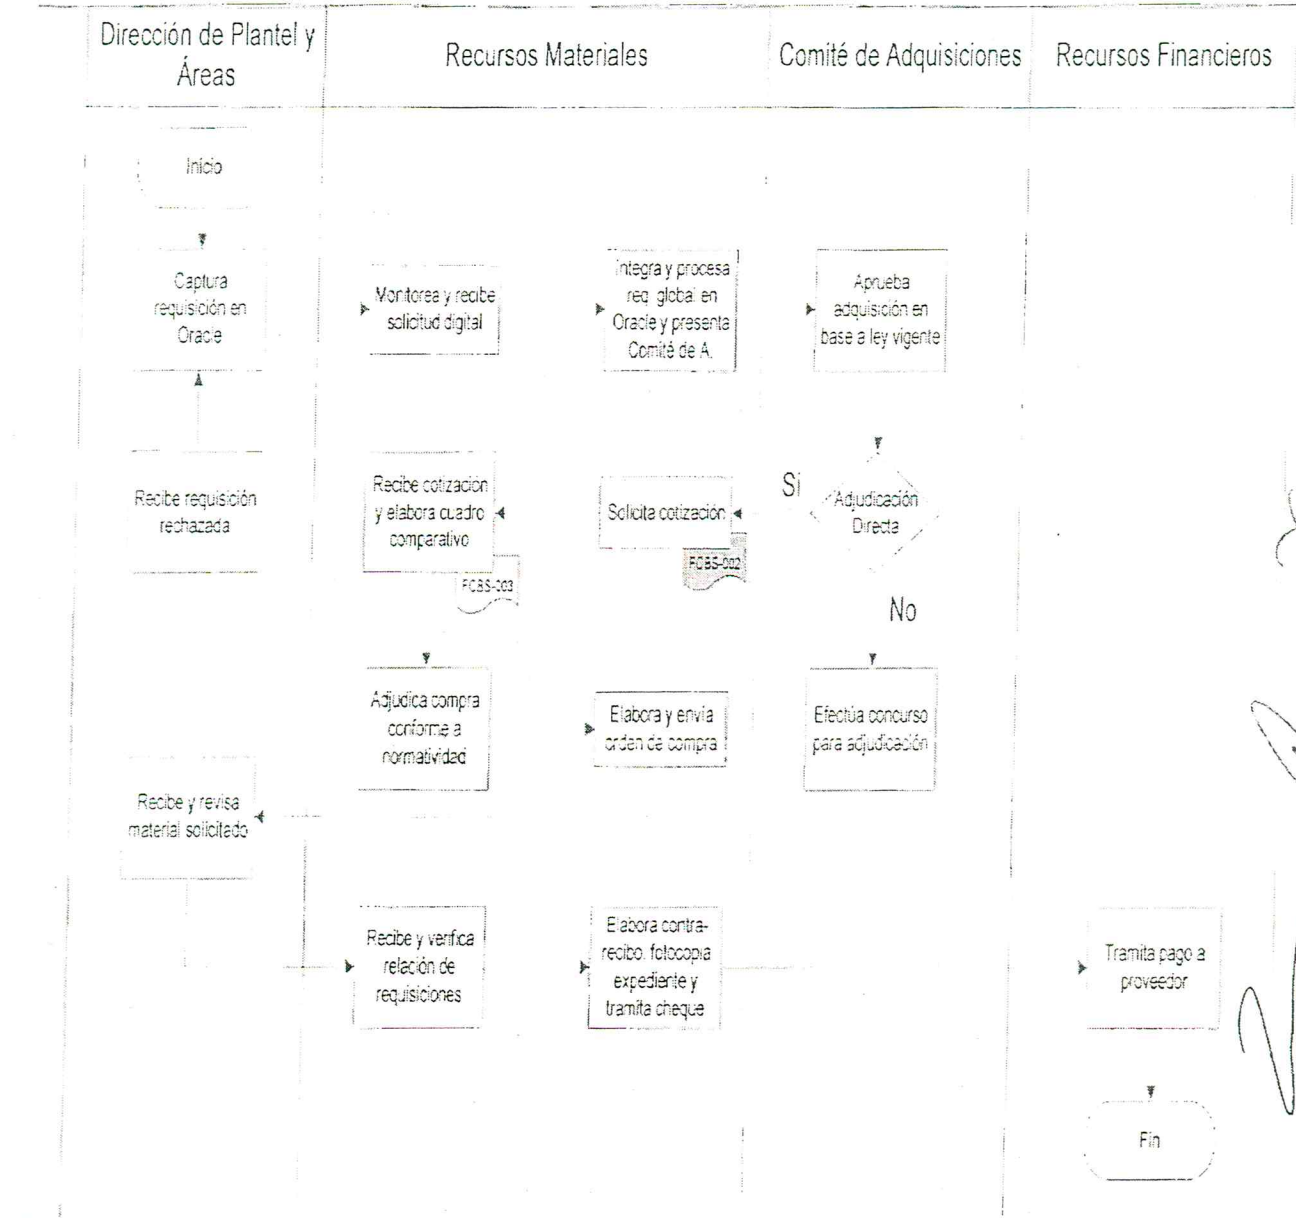 Dirección de Plantel y
Áreas
Recursos Materiales
Comité de Adquisiciones
Recursos Financieros
Inicio
Captura
requisición en
Oracle
Monitorea y recibe
solicitud digital
Integra y procesa
req. global en
Oracle y presenta
Comité de A.
Aprueba
adquisición en
base a ley vigente
Recibe requisición
rechazada
Recibe cotización
y elabora cuadro
comparativo
FCBS-003
Solicita cotización
FCBS-002
Si
Adjudicación
Directa
No
Adjudica compra
conforme a
normatividad
Elabora y envía
orden de compra
Efectúa concurso
para adjudicación
Recibe y revisa
material solicitado
Recibe y verifica
relación de
requisiciones
Elabora contra-
recibo, fotocopia
expediente y
tramita cheque
Tramita pago a
proveedor
Fin